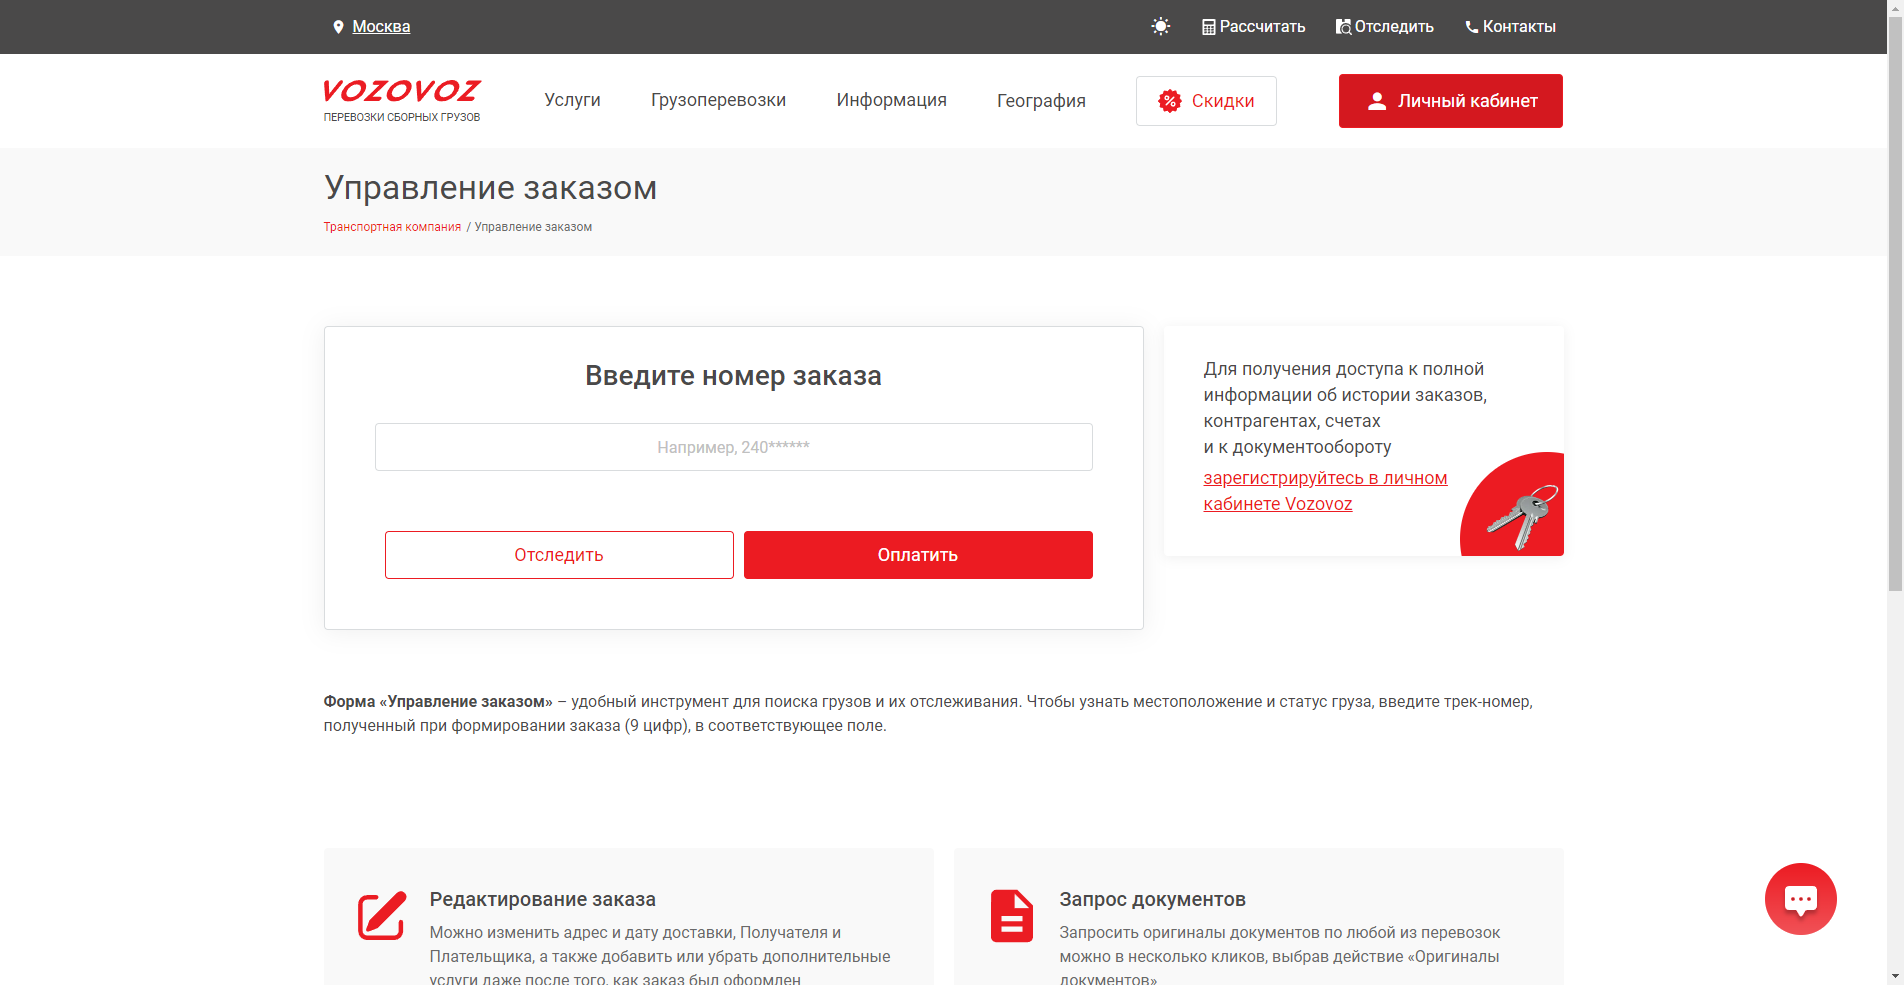 Москва
Рассчитать
Отследить
Контакты
VOZOVOZ
ПЕРЕВОЗКИ СБОРНЫХ ГРУЗОВ
Услуги
Грузоперевозки
Информация
География
Скидки
Личный кабинет
Управление заказом
Транспортная компания / Управление заказом
Введите номер заказа
Например, 240******
Отследить
Оплатить
Для получения доступа к полной
информации об истории заказов,
контрагентах, счетах
и к документообороту
зарегистрируйтесь в личном
кабинете Vozovoz
Форма «Управление заказом» – удобный инструмент для поиска грузов и их отслеживания. Чтобы узнать местоположение и статус груза, введите трек-номер,
полученный при формировании заказа (9 цифр), в соответствующее поле.
Редактирование заказа
Можно изменить адрес и дату доставки, Получателя и
Плательщика, а также добавить или убрать дополнительные
услуги даже после того, как заказ был оформлен
Запрос документов
Запросить оригиналы документов по любой из перевозок
можно в несколько кликов, выбрав действие «Оригиналы
документов»